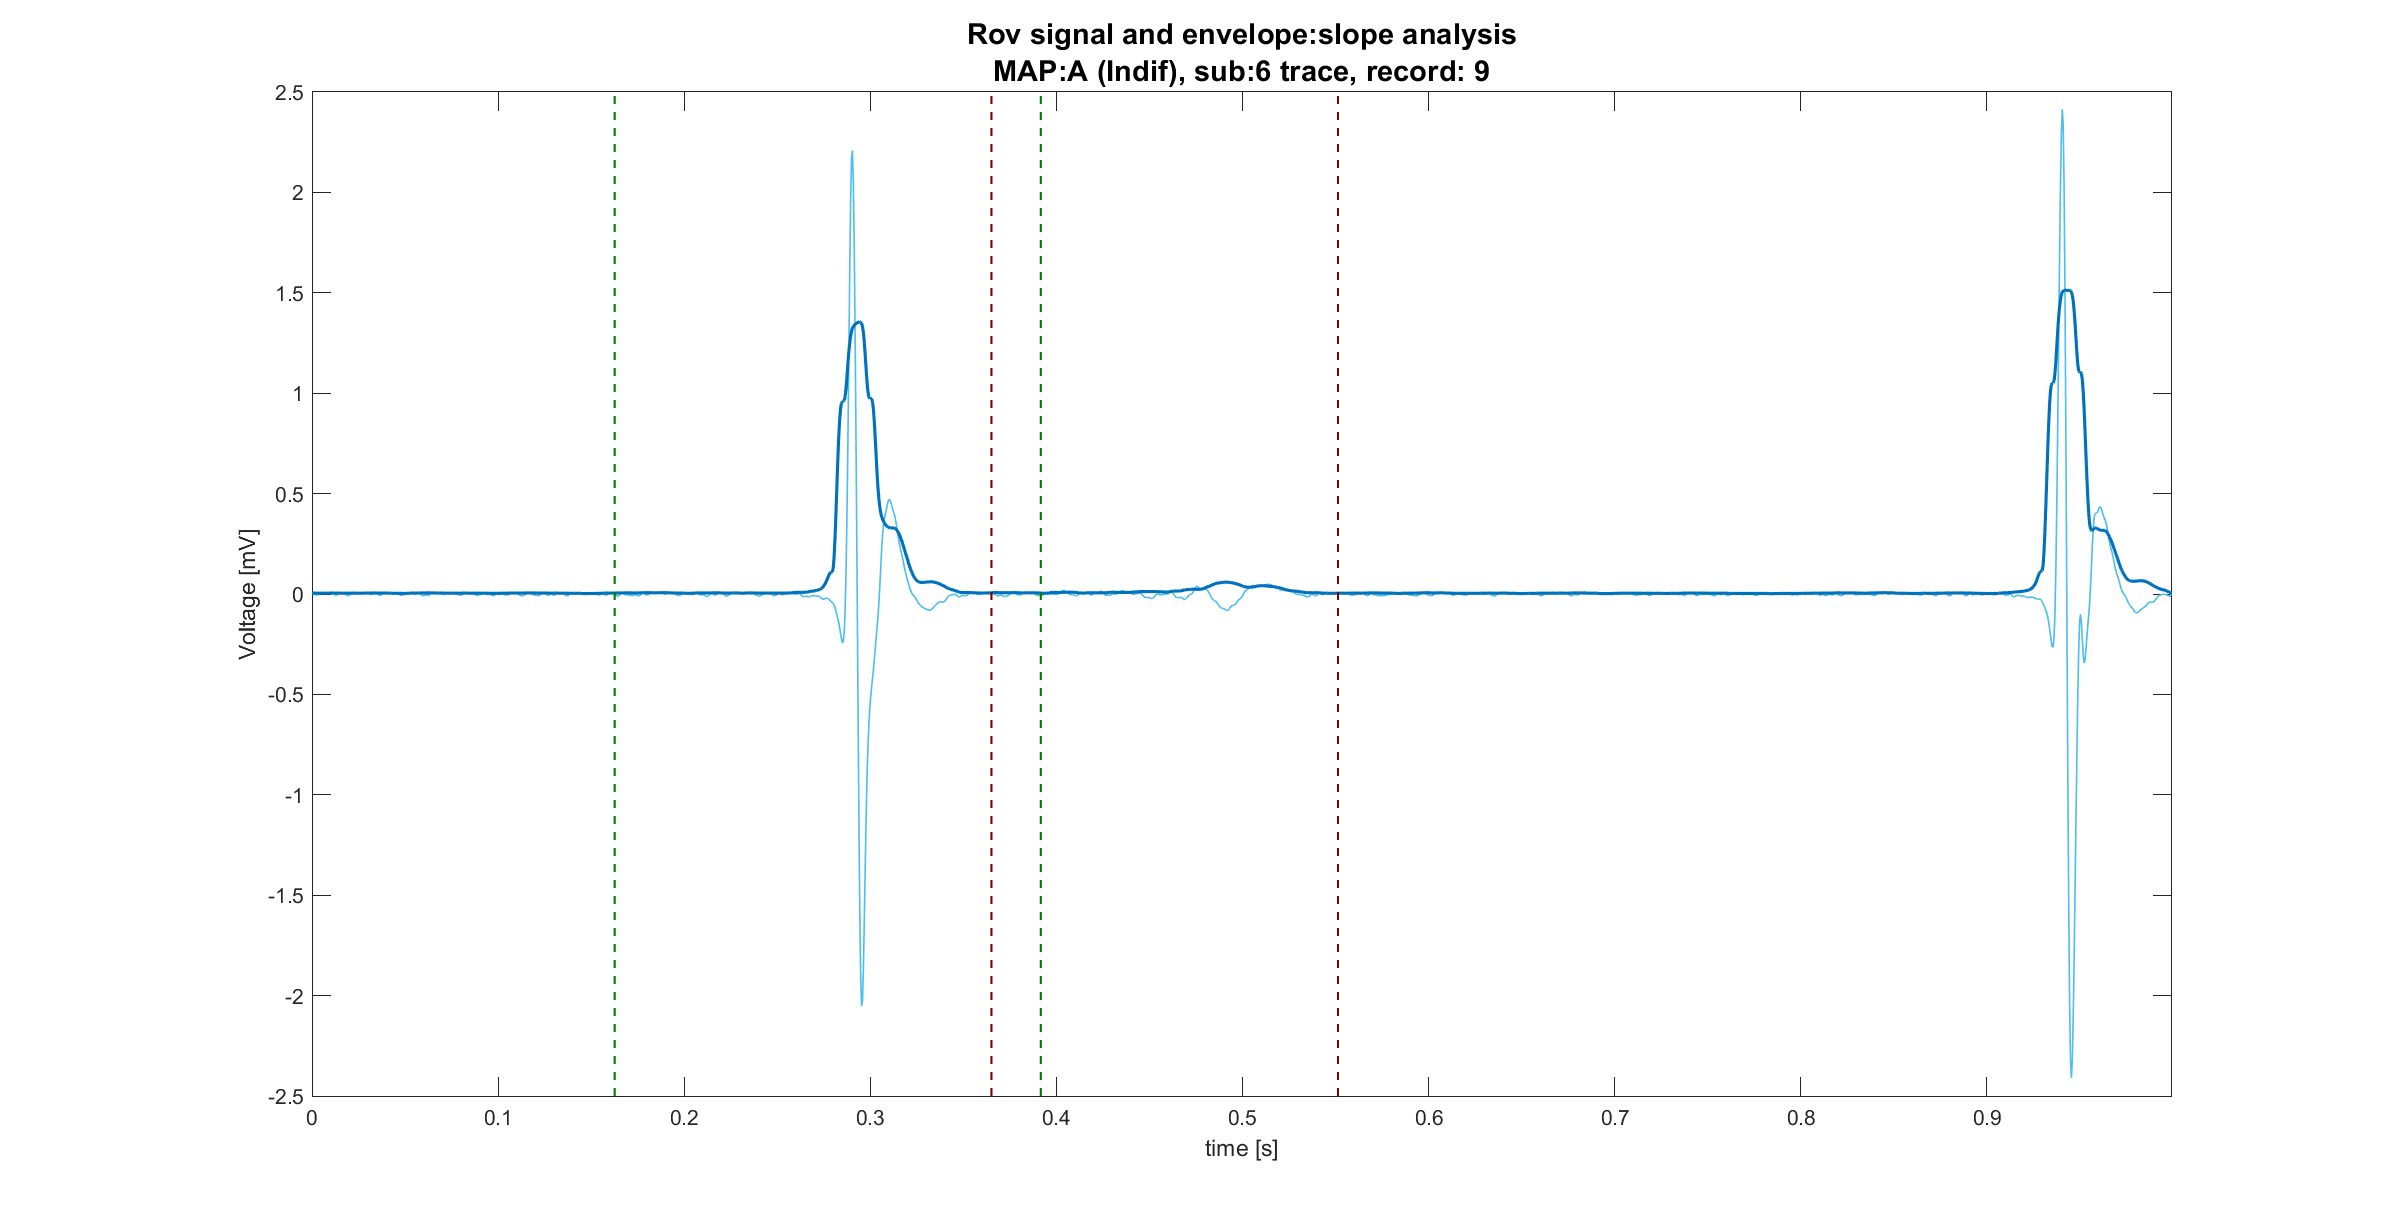 Rov signal and envelope:slope analysis
MAP:A (Indif), sub:6 trace, record: 9
2.5
2
1.5
1
0.5
0
-0.5
-1
-1.5
-2
-2.5
Voltage [mV]
0 0.1 0.2 0.3 0.4 0.5 0.6 0.7 0.8 0.9
time [s]